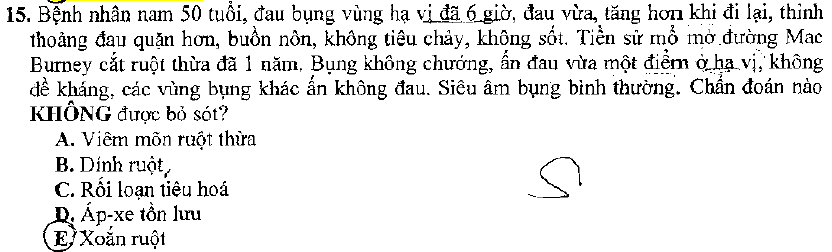 15. Bệnh nhân nam 50 tuổi, đau bụng vùng hạ vị đã 6 giờ, đau vừa, tăng hơn khi đi lại, thỉnh
thoảng đau quặn hơn, buồn nôn, không tiêu chảy, không sốt. Tiền sử mổ mở đường Mac
Burney cắt ruột thừa đã 1 năm. Bụng không chướng, ấn đau vừa một điểm ở hạ vị, không
đề kháng, các vùng bụng khác ấn không đau. Siêu âm bụng bình thường. Chẩn đoán nào
KHÔNG được bỏ sót?
A. Viêm mõn ruột thừa
B. Dính ruột
C. Rối loạn tiêu hoá
D. Áp-xe tồn lưu
E. Xoắn ruột